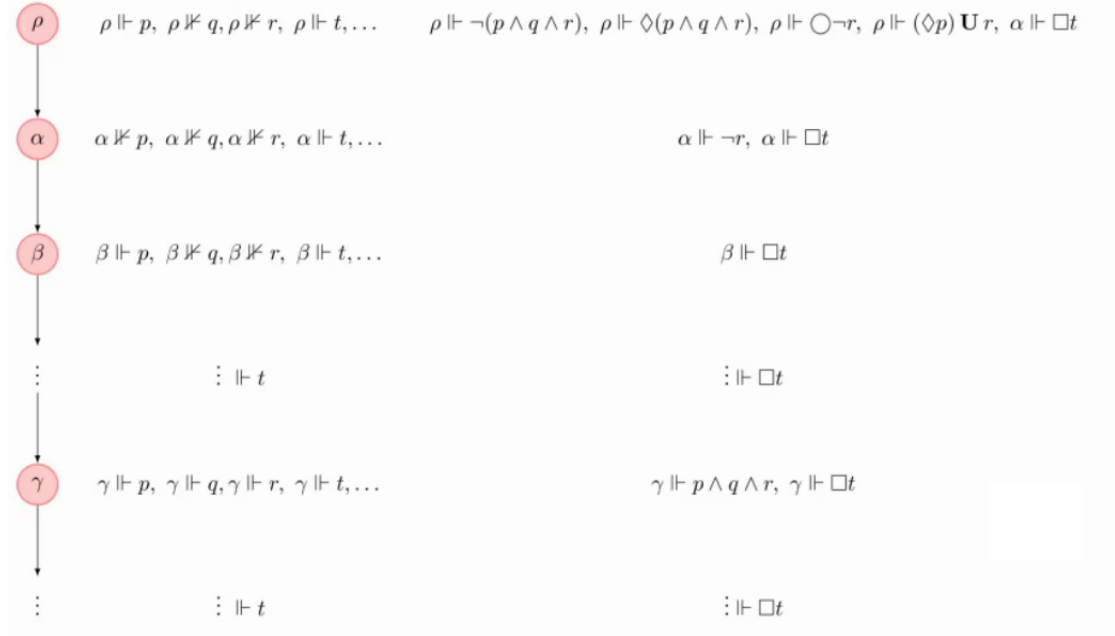 ρ ρ ⊩ p, ρ ⊮ q, ρ ⊮ r, ρ ⊩ t, … ρ ⊩ ¬(p ∧ q ∧ r), ρ ⊩ ◊(p ∧ q ∧ r), ρ ⊩ ◯¬r, ρ ⊩ (◊p) U r, α ⊩ □t
α α ⊮ p, α ⊮ q, α ⊮ r, α ⊩ t, … α ⊩ ¬r, α ⊩ □t
β β ⊩ p, β ⊮ q, β ⊮ r, β ⊩ t, … β ⊩ □t
⋮ ⋮ ⊩ t ⋮ ⊩ □t
γ γ ⊩ p, γ ⊩ q, γ ⊩ r, γ ⊩ t, … γ ⊩ p ∧ q ∧ r, γ ⊩ □t
⋮ ⋮ ⊩ t ⋮ ⊩ □t